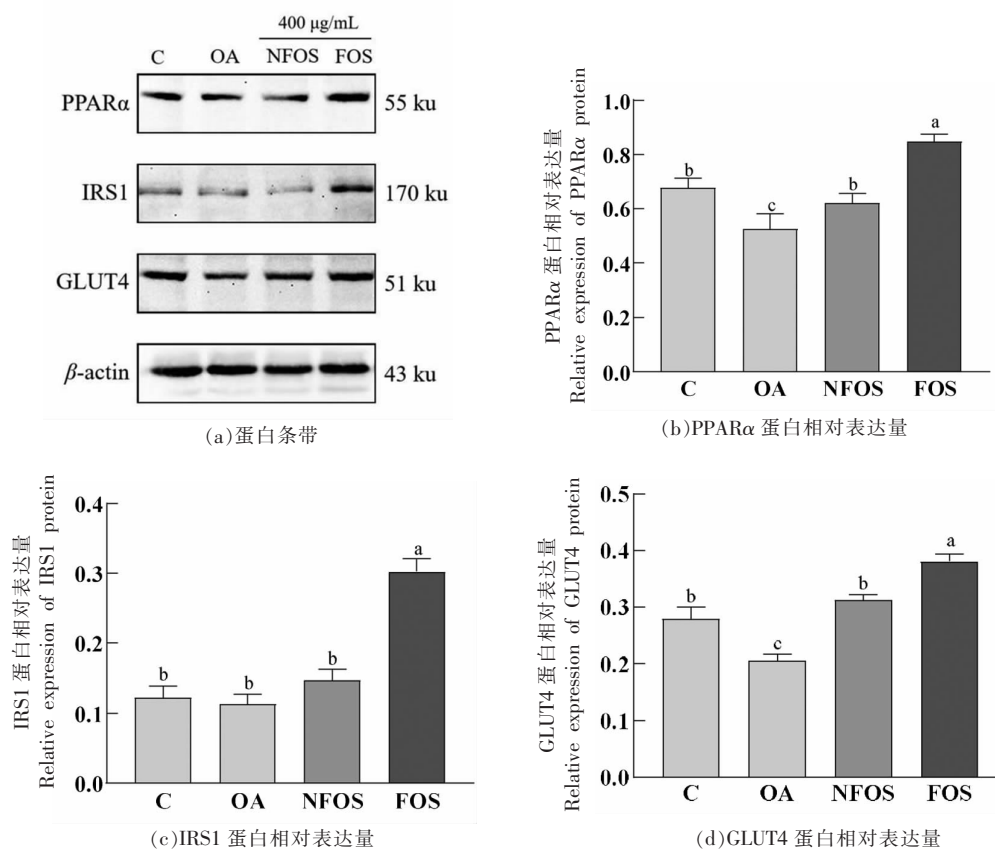 400 μg/mL
C OA NFOS FOS
PPARα 55 ku
IRS1 170 ku
GLUT4 51 ku
β-actin 43 ku
(a)蛋白条带
PPARα 蛋白相对表达量
Relative expression of PPARα protein
1.0
0.8
0.6
0.4
0.2
0.0
b
c
b
a
C OA NFOS FOS
(b)PPARα 蛋白相对表达量
IRS1 蛋白相对表达量
Relative expression of IRS1 protein
0.4
0.3
0.2
0.1
0.0
b
b
b
a
C OA NFOS FOS
(c)IRS1 蛋白相对表达量
GLUT4 蛋白相对表达量
Relative expression of GLUT4 protein
0.5
0.4
0.3
0.2
0.1
0.0
b
c
b
a
C OA NFOS FOS
(d)GLUT4 蛋白相对表达量